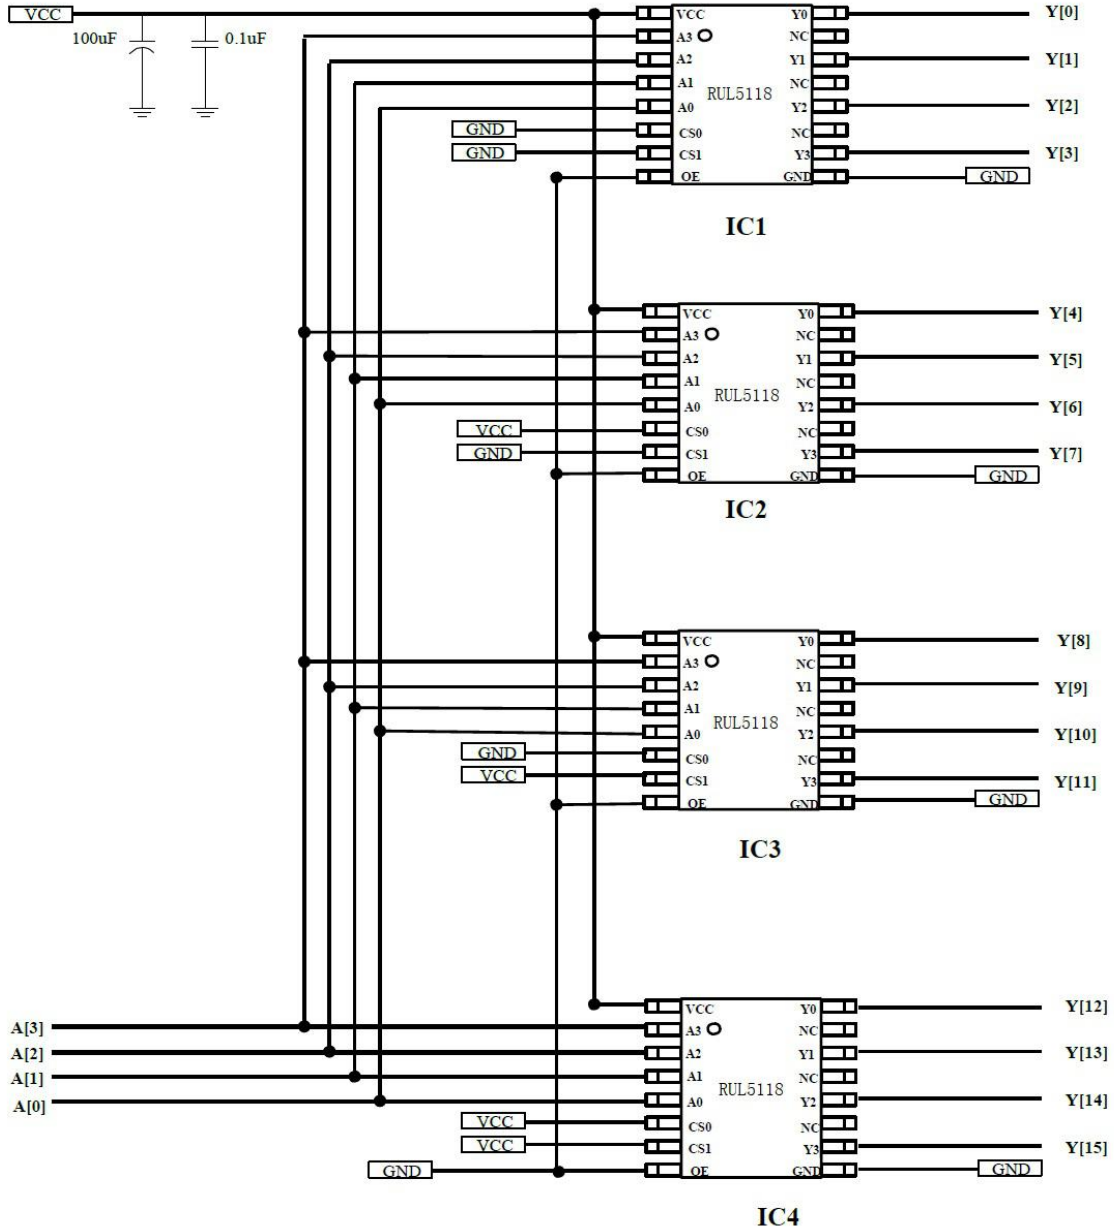 VCC
100uF
0.1uF
VCC Y0 Y[0]
A3 NC
A2 Y1 Y[1]
A1 NC
RUL5118
A0 Y2 Y[2]
GND CS0 NC
GND CS1 Y3 Y[3]
OE GND GND
IC1
VCC Y0 Y[4]
A3 NC
A2 Y1 Y[5]
A1 NC
RUL5118
A0 Y2 Y[6]
VCC CS0 NC
GND CS1 Y3 Y[7]
OE GND GND
IC2
VCC Y0 Y[8]
A3 NC
A2 Y1 Y[9]
A1 NC
RUL5118
A0 Y2 Y[10]
GND CS0 NC
VCC CS1 Y3 Y[11]
OE GND GND
IC3
VCC Y0 Y[12]
A[3] A3 NC
A[2] A2 Y1 Y[13]
A[1] A1 NC
RUL5118
A[0] A0 Y2 Y[14]
VCC CS0 NC
VCC CS1 Y3 Y[15]
GND OE GND GND
IC4